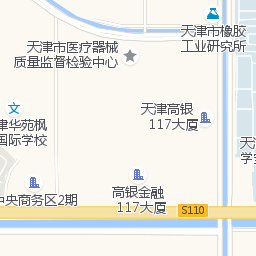 天津市橡胶
工业研究所
天津市医疗器械
质量监督检验中心
天津高银
117大厦
津华苑枫
国际学校
天津
学
高银金融
117大厦
中央商务区2期
S110